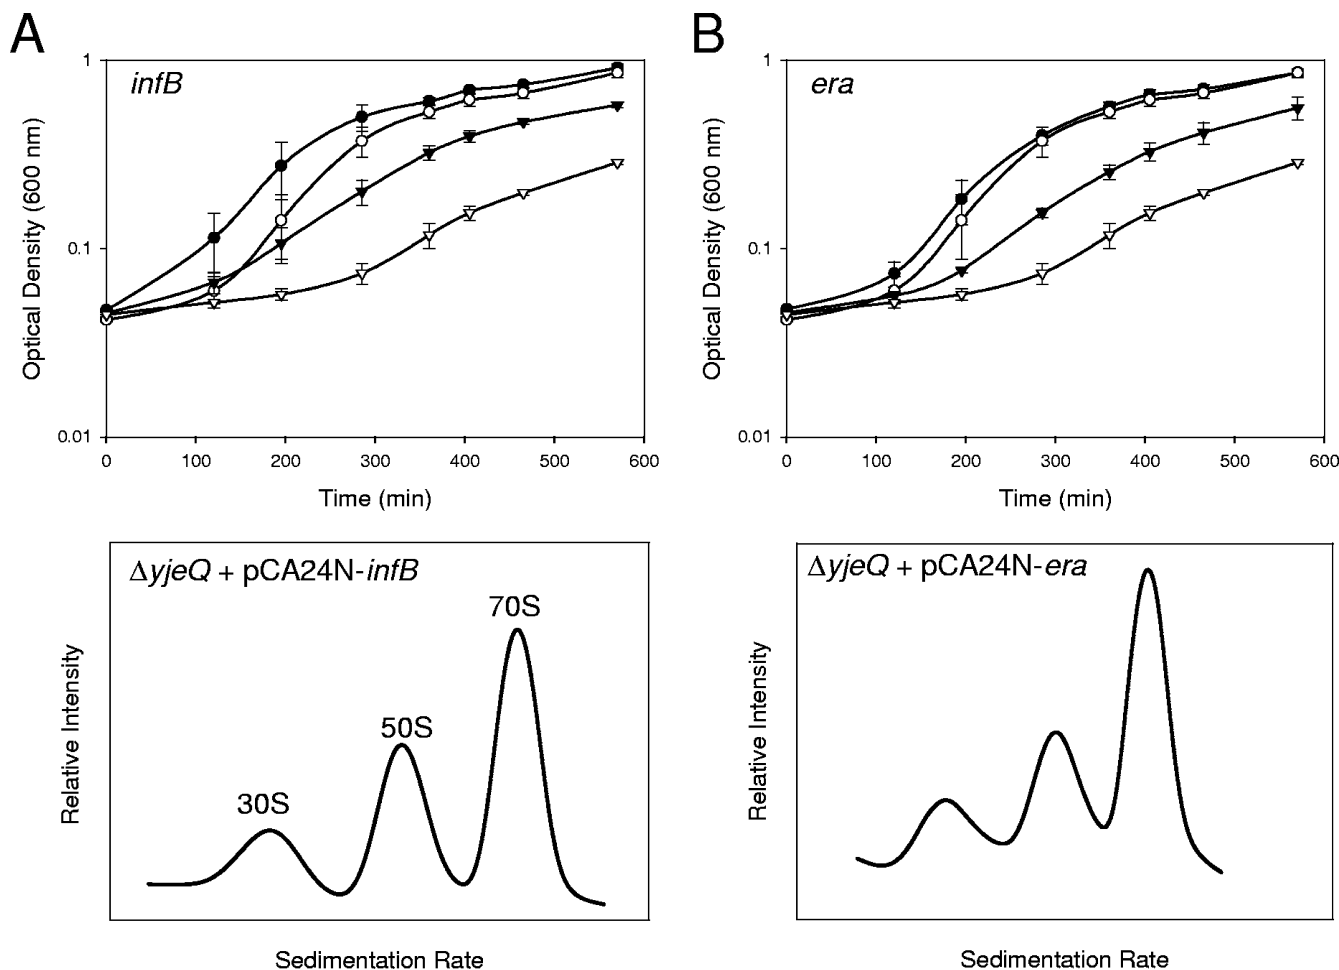 A
infB
Optical Density (600 nm)
1
0.1
0.01
0 100 200 300 400 500 600
Time (min)
B
era
Optical Density (600 nm)
1
0.1
0.01
0 100 200 300 400 500 600
Time (min)
ΔyjeQ + pCA24N-infB
70S
50S
30S
Relative Intensity
Sedimentation Rate
ΔyjeQ + pCA24N-era
Relative Intensity
Sedimentation Rate